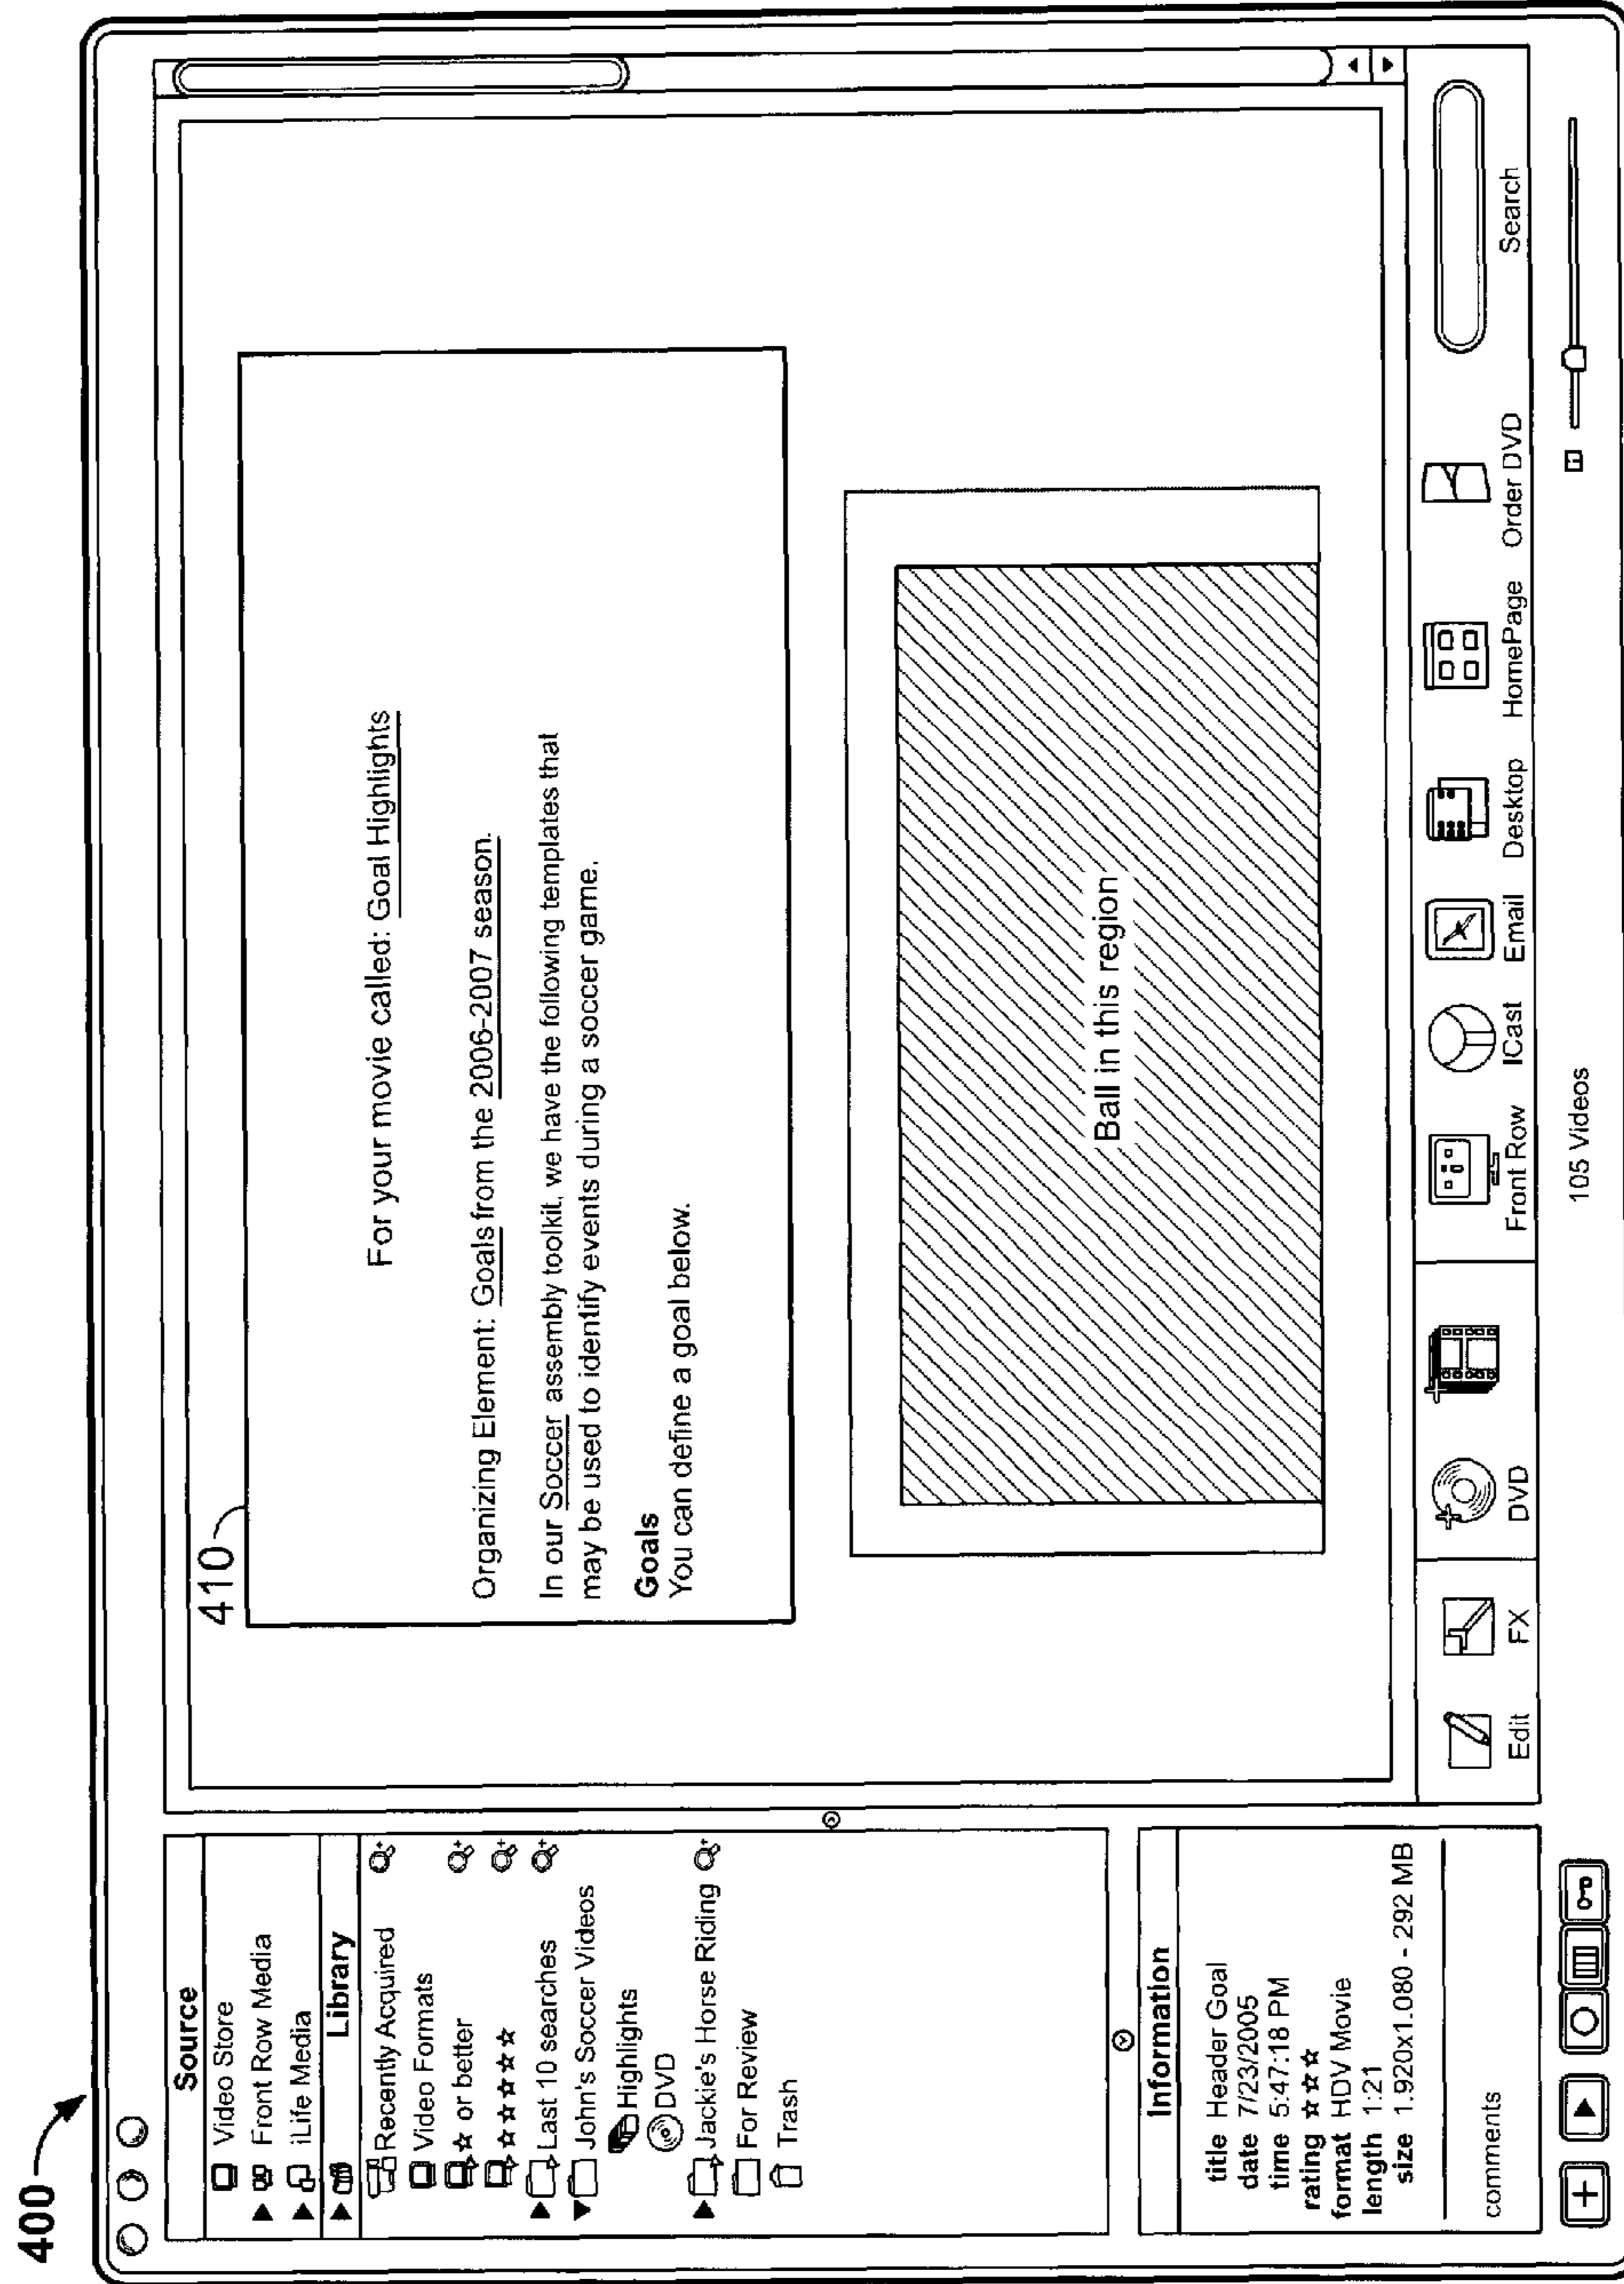 400
Source
Video Store
Front Row Media
iLife Media
Library
Recently Acquired
Video Formats
☆ or better
☆☆☆☆☆
Last 10 searches
John's Soccer Videos
Highlights
DVD
Jackie's Horse Riding
For Review
Trash
Information
title Header Goal
date 7/23/2005
time 5:47:18 PM
rating ☆☆☆
format HDV Movie
length 1:21
size 1.920x1.080 - 292 MB
comments
410
For your movie called: Goal Highlights
Organizing Element: Goals from the 2006-2007 season.
In our Soccer assembly toolkit, we have the following templates that
may be used to identify events during a soccer game.
Goals
You can define a goal below.
Ball in this region
Edit FX DVD Front Row ICast Email Desktop HomePage Order DVD Search
105 Videos